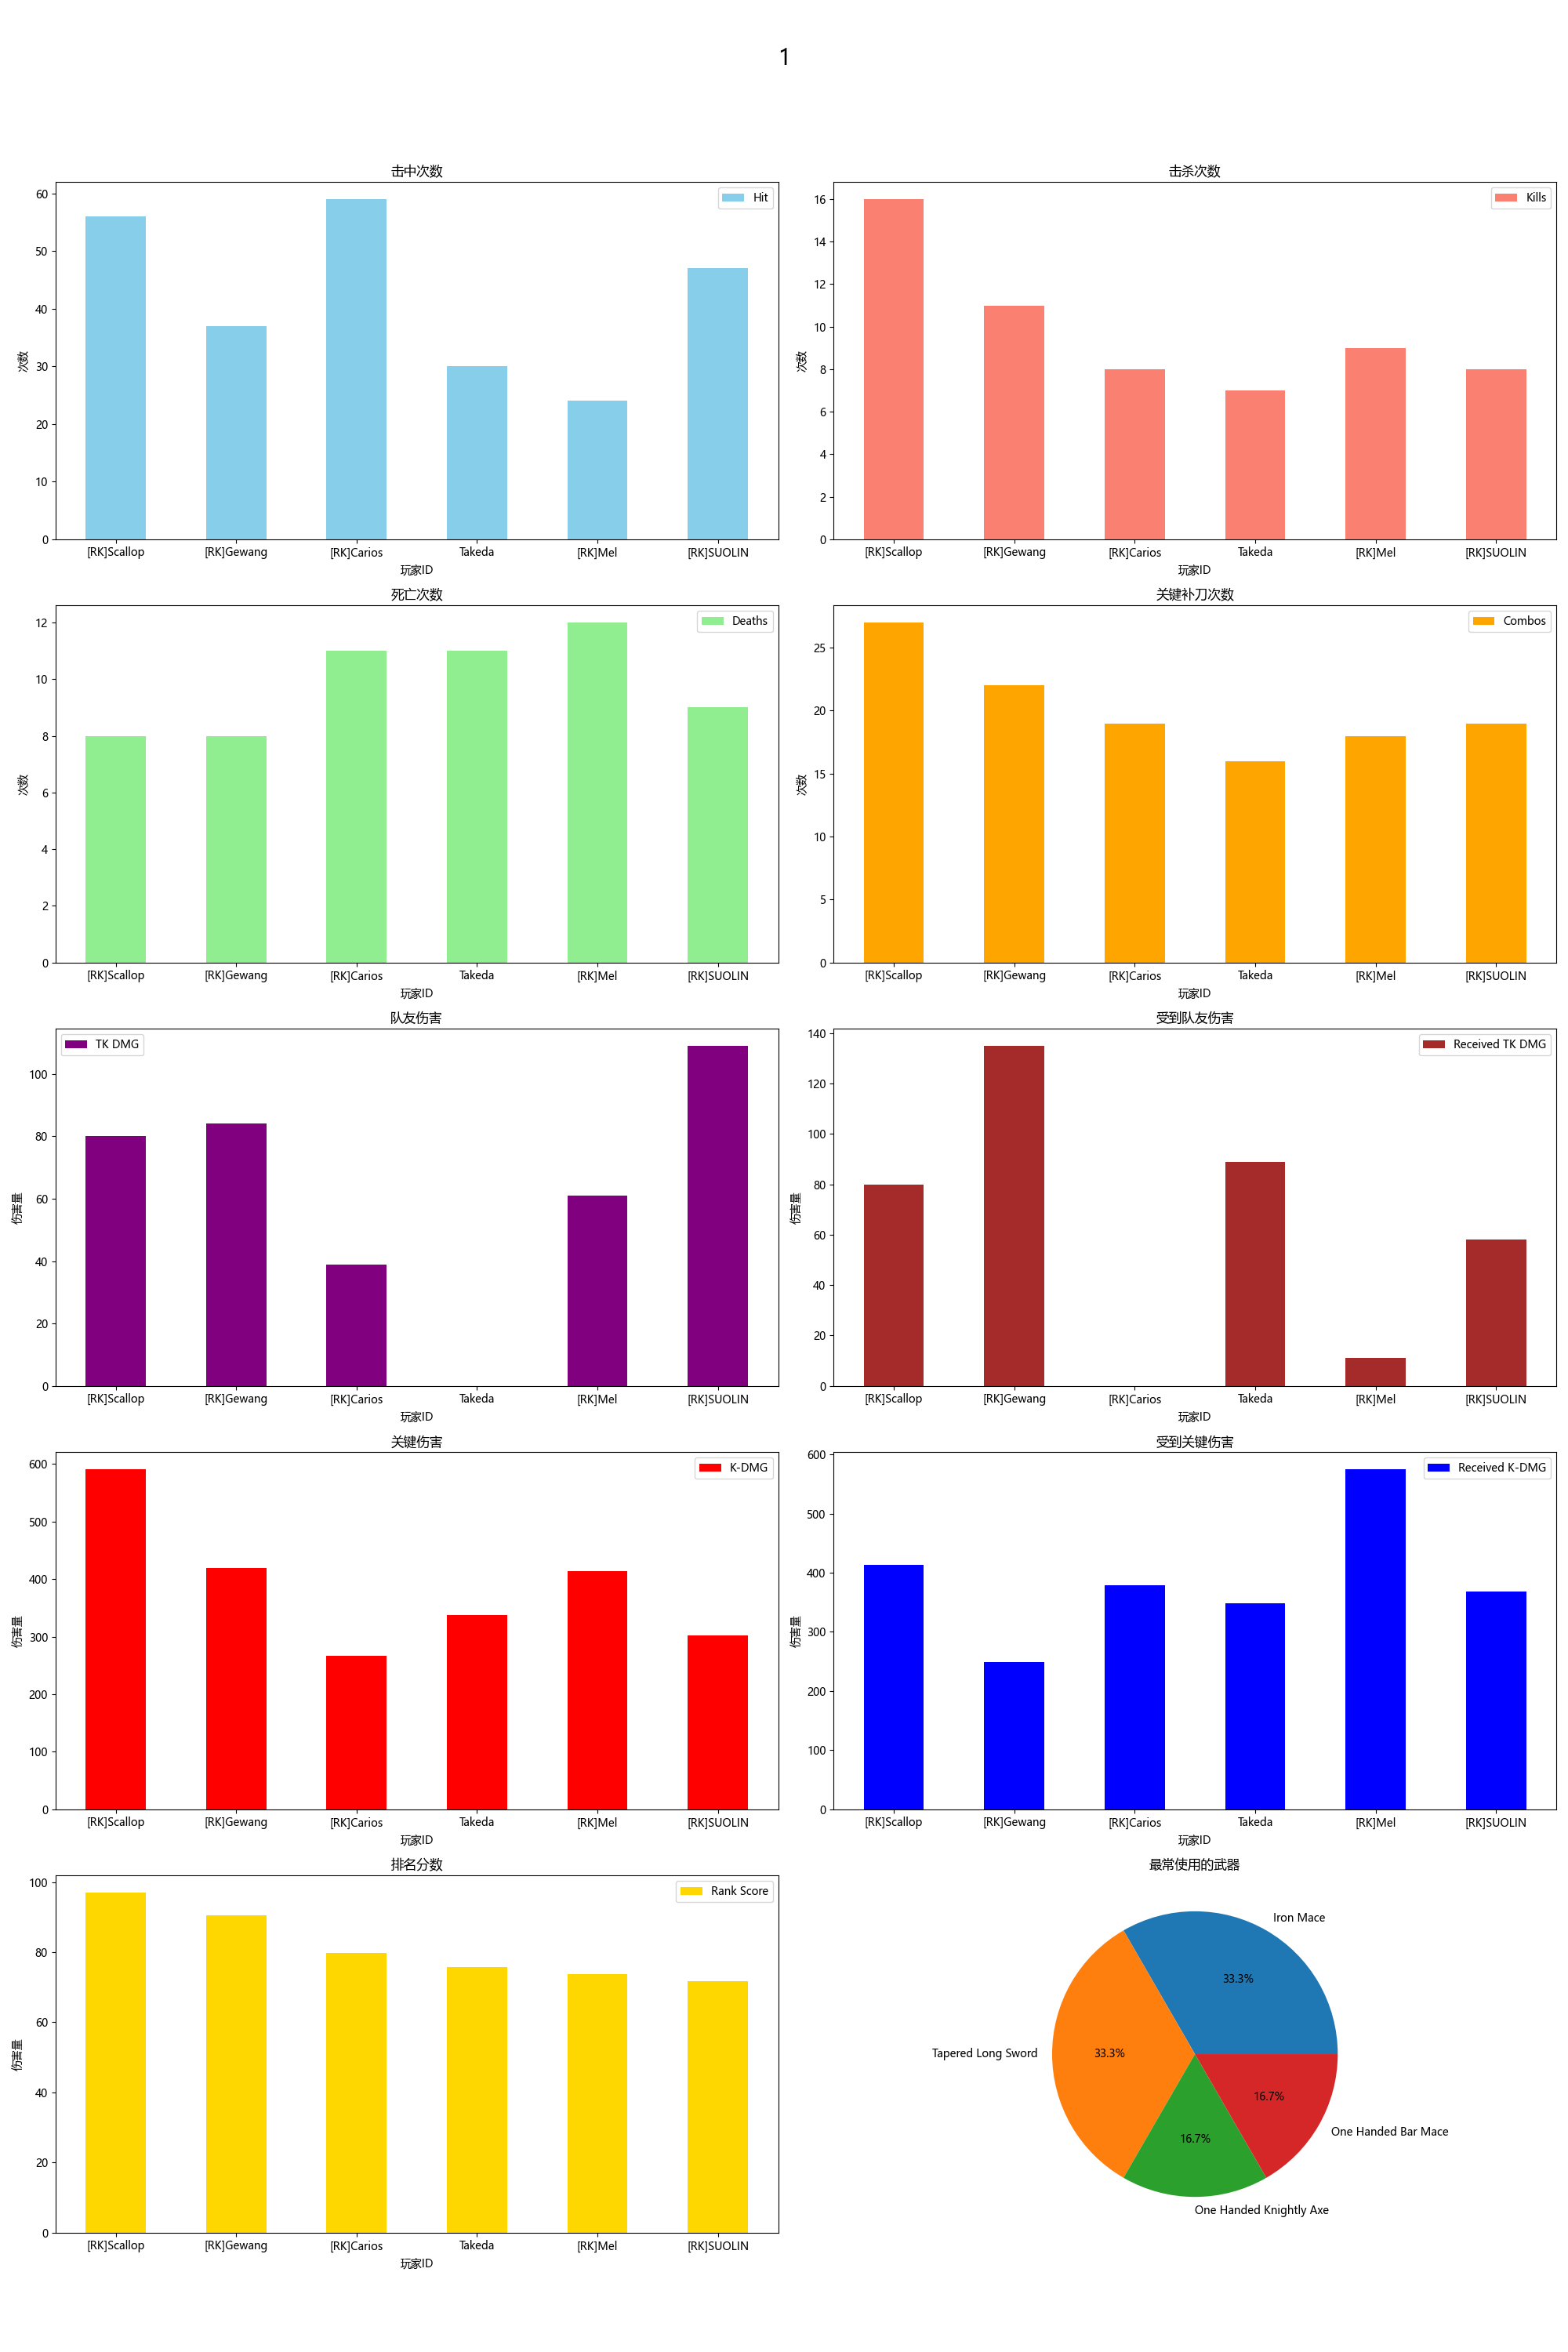 1
击中次数
Hit
60
50
40
30
20
10
0
次数
[RK]Scallop [RK]Gewang [RK]Carios Takeda [RK]Mel [RK]SUOLIN
玩家ID
击杀次数
Kills
16
14
12
10
8
6
4
2
0
次数
[RK]Scallop [RK]Gewang [RK]Carios Takeda [RK]Mel [RK]SUOLIN
玩家ID
死亡次数
Deaths
12
10
8
6
4
2
0
次数
[RK]Scallop [RK]Gewang [RK]Carios Takeda [RK]Mel [RK]SUOLIN
玩家ID
关键补刀次数
Combos
25
20
15
10
5
0
次数
[RK]Scallop [RK]Gewang [RK]Carios Takeda [RK]Mel [RK]SUOLIN
玩家ID
队友伤害
TK DMG
100
80
60
40
20
0
伤害量
[RK]Scallop [RK]Gewang [RK]Carios Takeda [RK]Mel [RK]SUOLIN
玩家ID
受到队友伤害
Received TK DMG
140
120
100
80
60
40
20
0
伤害量
[RK]Scallop [RK]Gewang [RK]Carios Takeda [RK]Mel [RK]SUOLIN
玩家ID
关键伤害
K-DMG
600
500
400
300
200
100
0
伤害量
[RK]Scallop [RK]Gewang [RK]Carios Takeda [RK]Mel [RK]SUOLIN
玩家ID
受到关键伤害
Received K-DMG
600
500
400
300
200
100
0
伤害量
[RK]Scallop [RK]Gewang [RK]Carios Takeda [RK]Mel [RK]SUOLIN
玩家ID
排名分数
Rank Score
100
80
60
40
20
0
伤害量
[RK]Scallop [RK]Gewang [RK]Carios Takeda [RK]Mel [RK]SUOLIN
玩家ID
最常使用的武器
Iron Mace
33.3%
Tapered Long Sword
33.3%
16.7%
One Handed Bar Mace
16.7%
One Handed Knightly Axe